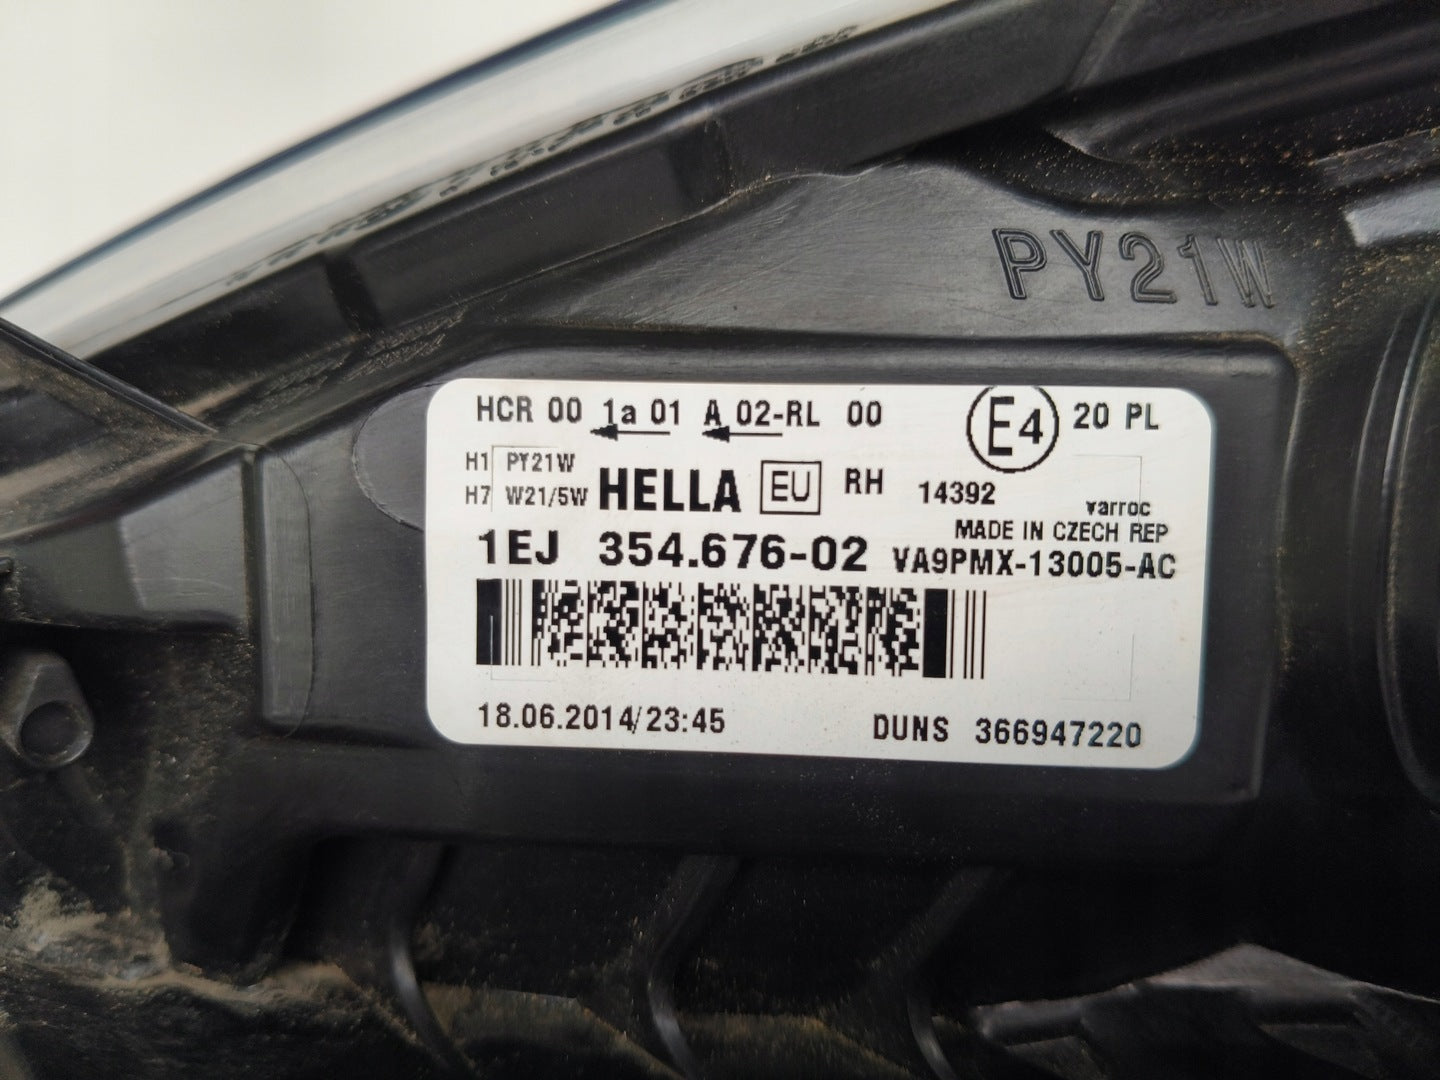 PY21W
HCR 00 1a 01 A 02-RL 00 E4 20 PL
H1 PY21W
H7 W21/5W HELLA EU RH 14392 varroc
MADE IN CZECH REP
1EJ 354.676-02 VA9PMX-13005-AC
18.06.2014/23:45 DUNS 366947220